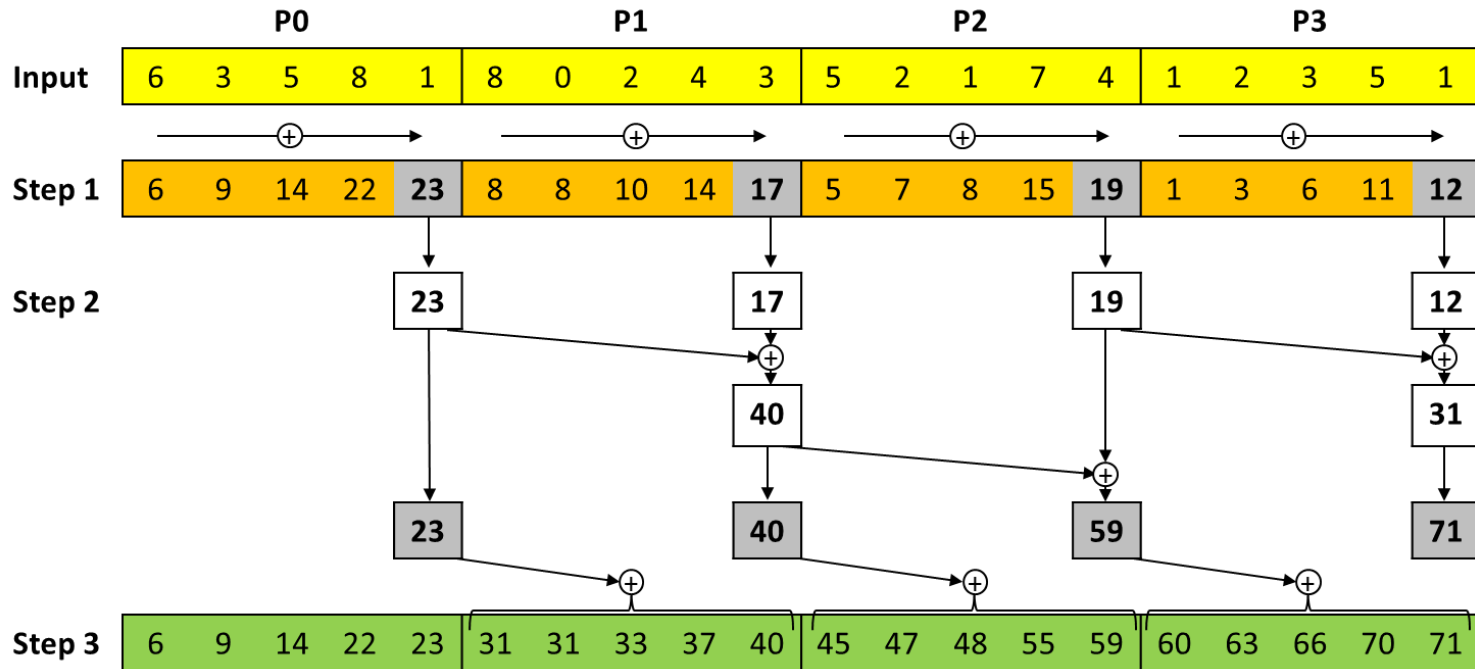 P0 P1 P2 P3
Input 6 3 5 8 1 8 0 2 4 3 5 2 1 7 4 1 2 3 5 1
+ + + +
Step 1 6 9 14 22 23 8 8 10 14 17 5 7 8 15 19 1 3 6 11 12
Step 2 23 17 19 12
+ +
40 31
+
23 40 59 71
+ + +
Step 3 6 9 14 22 23 31 31 33 37 40 45 47 48 55 59 60 63 66 70 71